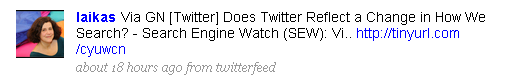 laikas Via GN [Twitter] Does Twitter Reflect a Change in How We
Search? - Search Engine Watch (SEW): Vi.. http://tinyurl.com
/cyuwcn
about 18 hours ago from twitterfeed